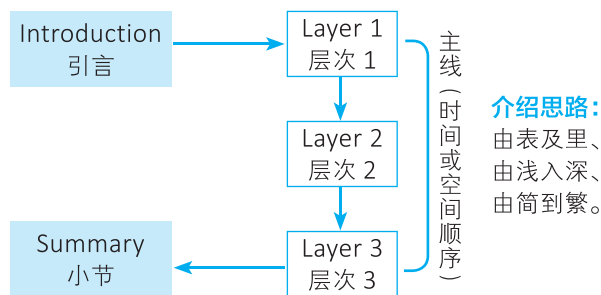 Introduction
引言
Layer 1
层次 1
Layer 2
层次 2
Layer 3
层次 3
Summary
小节
主线(时间或空间顺序)
介绍思路：
由表及里、
由浅入深、
由简到繁。